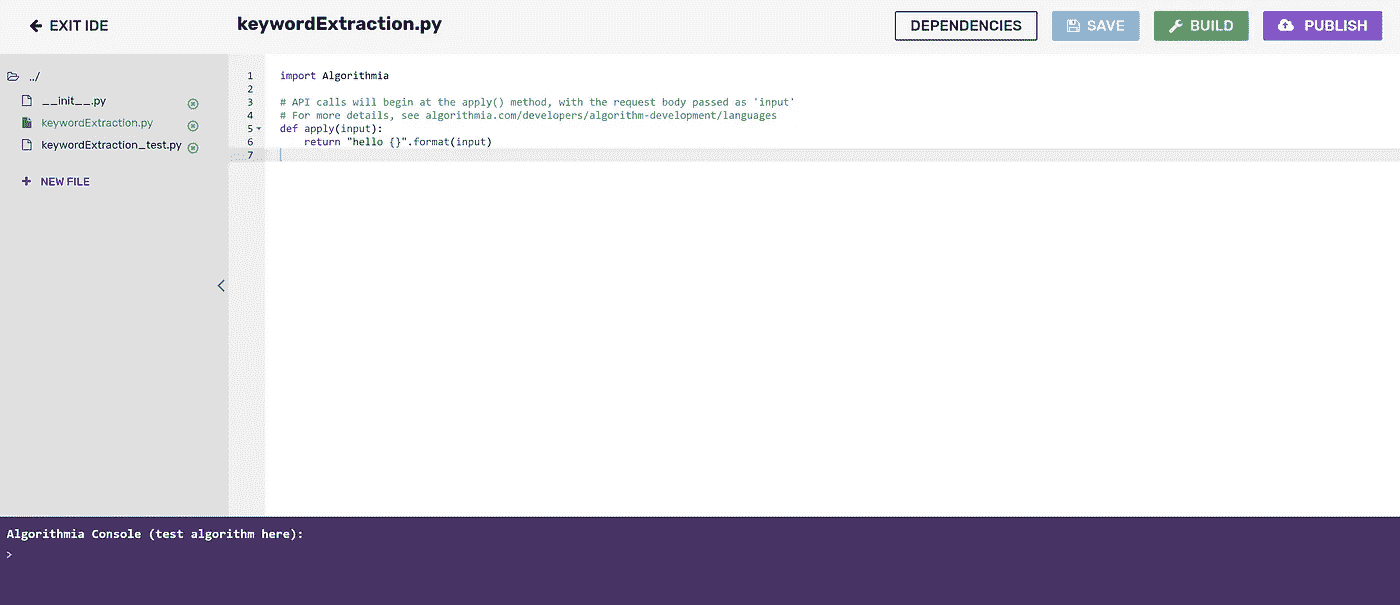 EXIT IDE
keywordExtraction.py
DEPENDENCIES
SAVE
BUILD
PUBLISH
../
__init__.py
keywordExtraction.py
keywordExtraction_test.py
+ NEW FILE
1 import Algorithmia
2
3 # API calls will begin at the apply() method, with the request body passed as 'input'
4 # For more details, see algorithmia.com/developers/algorithm-development/languages
5 def apply(input):
6     return "hello {}".format(input)
7
Algorithmia Console (test algorithm here):
>